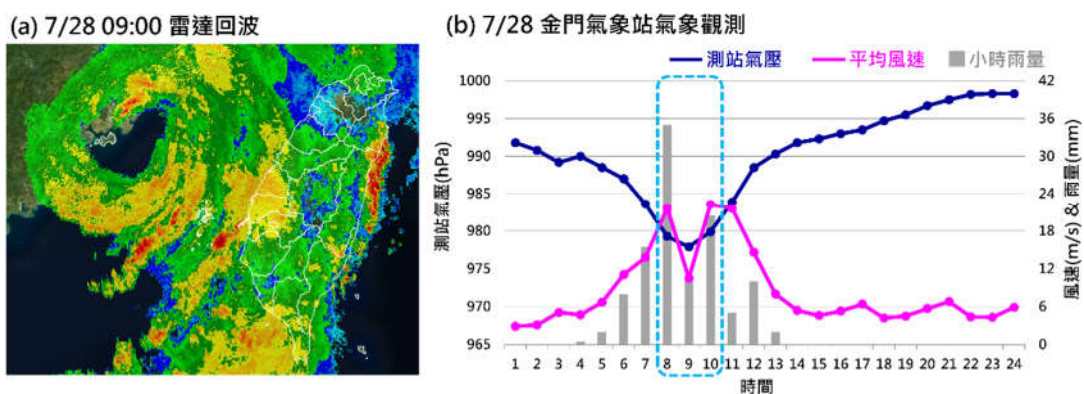 (a) 7/28 09:00 雷達回波
(b) 7/28 金門氣象站氣象觀測
測站氣壓 平均風速 小時雨量
1000
995
990
985
980
975
970
965
測站氣壓(hPa)
42
36
30
24
18
12
6
0
風速(m/s) & 雨量(mm)
1 2 3 4 5 6 7 8 9 10 11 12 13 14 15 16 17 18 19 20 21 22 23 24
時間